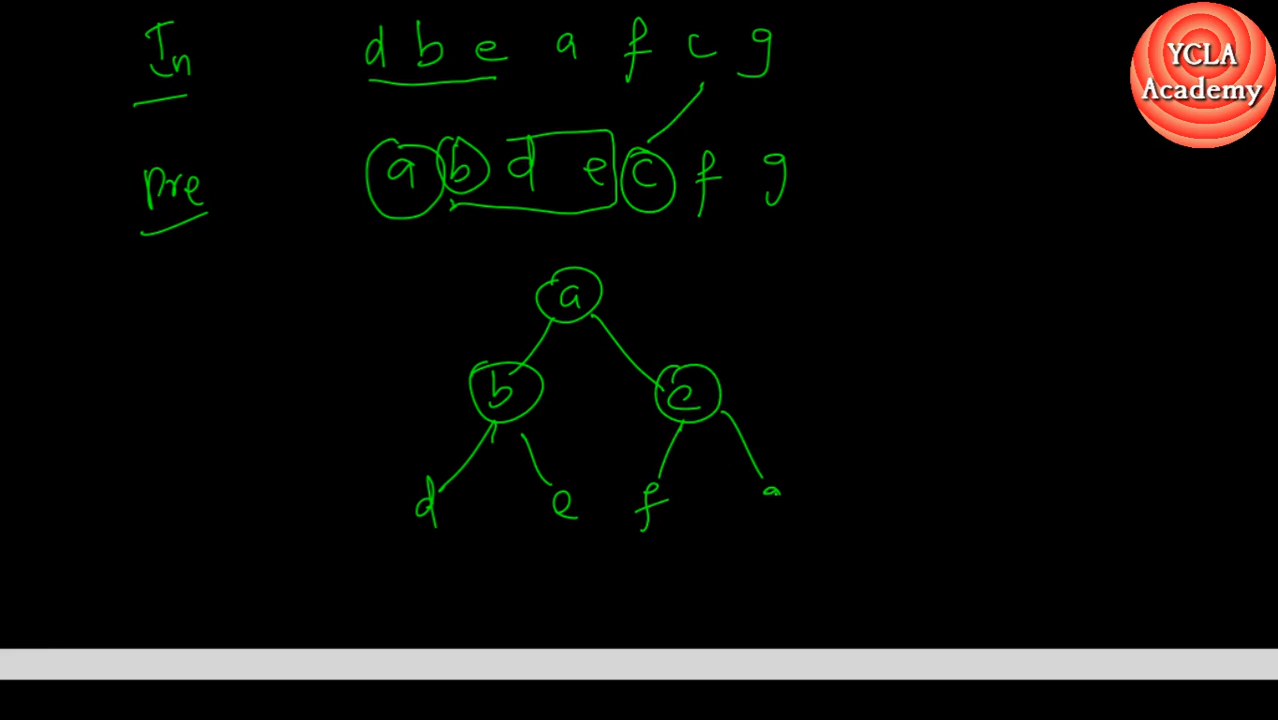 YCLA
Academy
In d b e a f c g
Pre a b d e c f g
a
b c
d e f